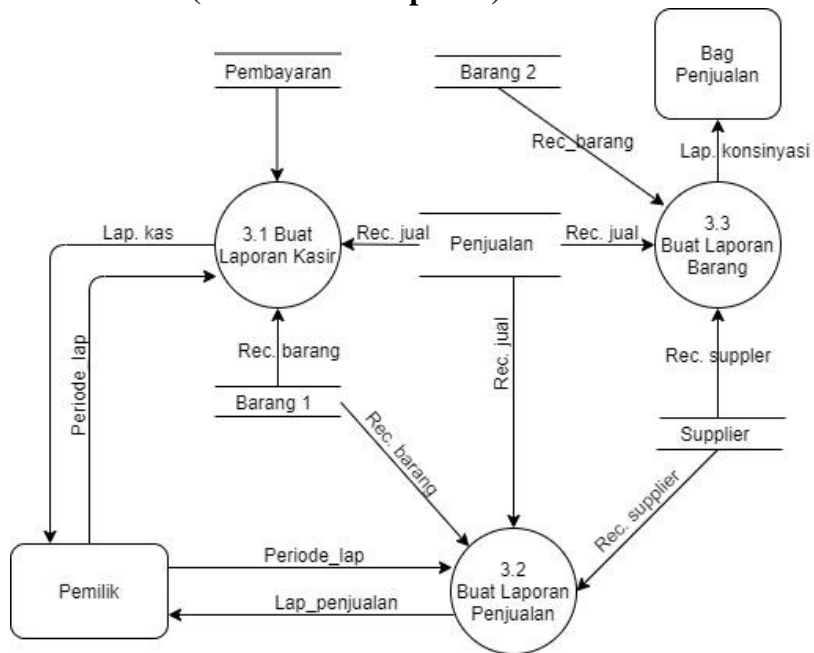 Pembayaran
Barang 2
Bag
Penjualan
Rec_barang
Lap. konsinyasi
Lap. kas
3.1 Buat
Laporan Kasir
Rec. jual
Penjualan
Rec. jual
3.3
Buat Laporan
Barang
Periode_lap
Rec. barang
Rec. jual
Rec. suppler
Barang 1
Rec. barang
Supplier
Rec. supplier
Pemilik
Periode_lap
Lap_penjualan
3.2
Buat Laporan
Penjualan